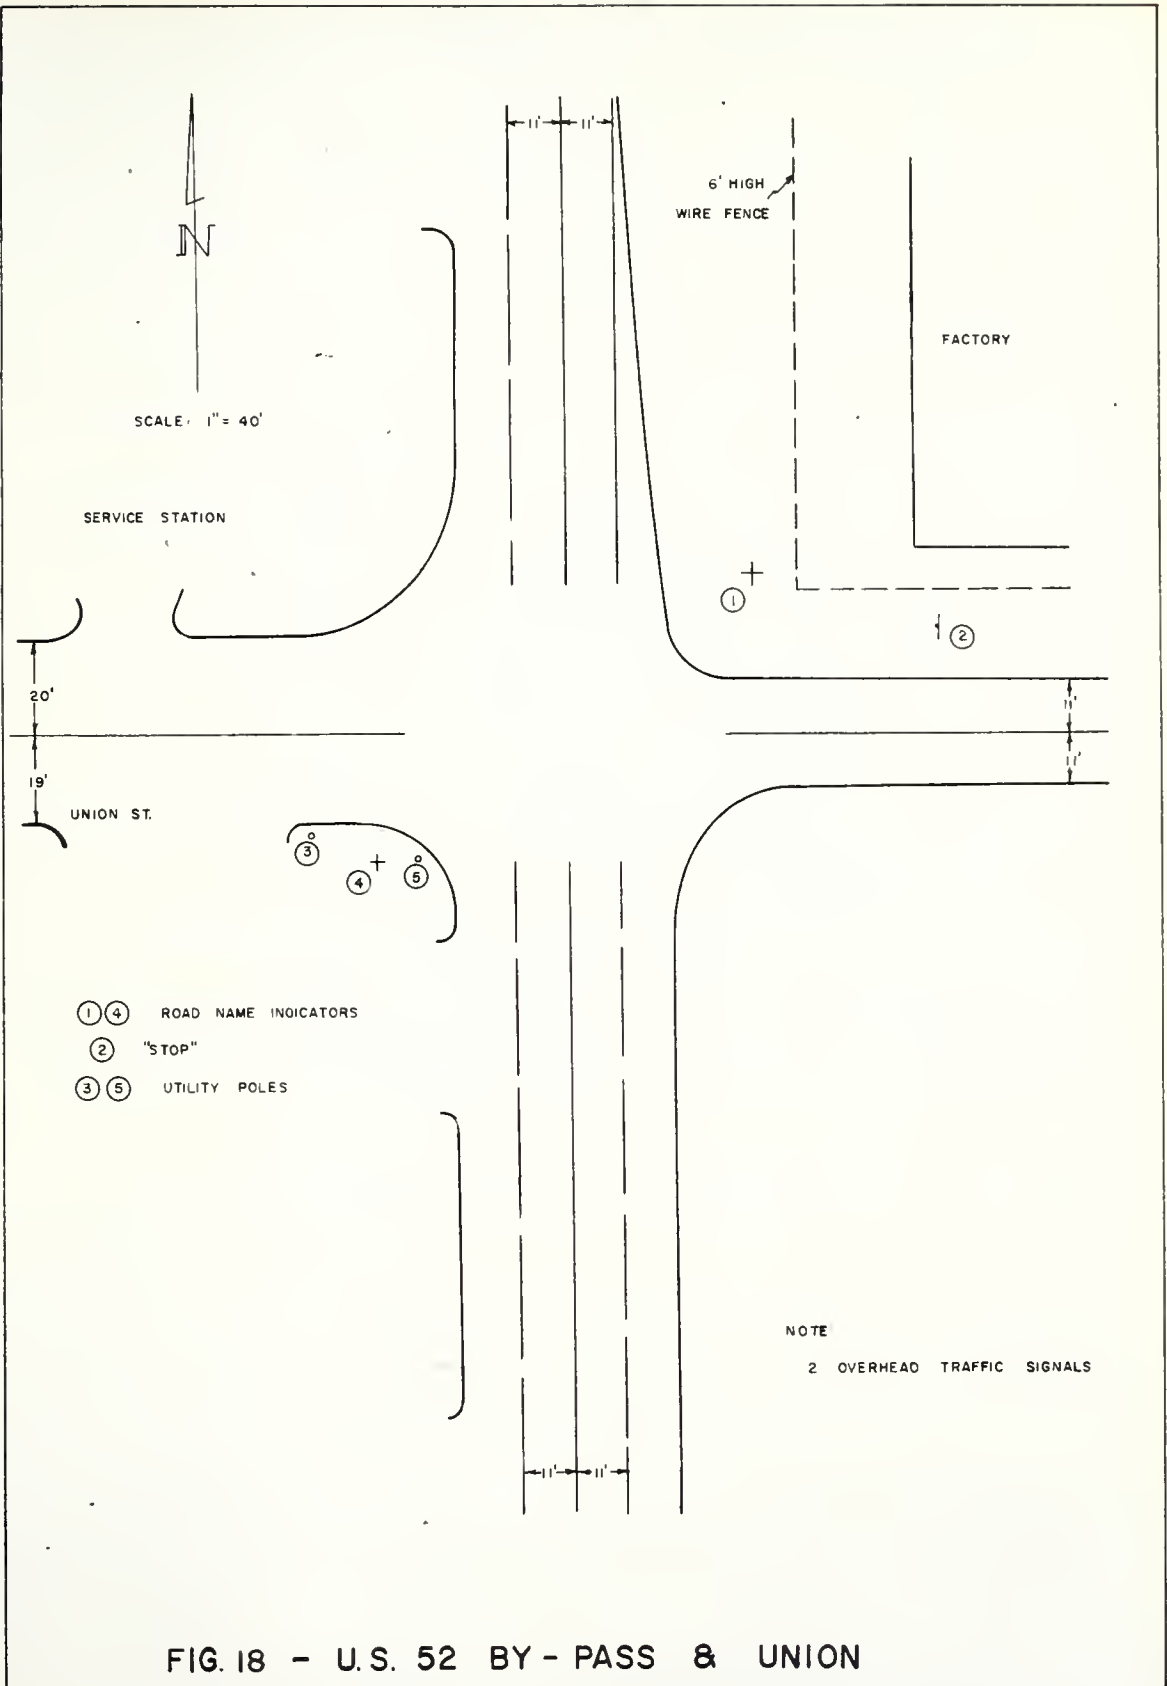 11' 11'
6' HIGH
WIRE FENCE
N
FACTORY
SCALE: 1" = 40'
SERVICE STATION
1
2
20'
11'
19'
11'
UNION ST.
3
4
5
1 4 ROAD NAME INDICATORS
2 "STOP"
3 5 UTILITY POLES
NOTE
2 OVERHEAD TRAFFIC SIGNALS
11' 11'
FIG. 18 - U.S. 52 BY-PASS & UNION